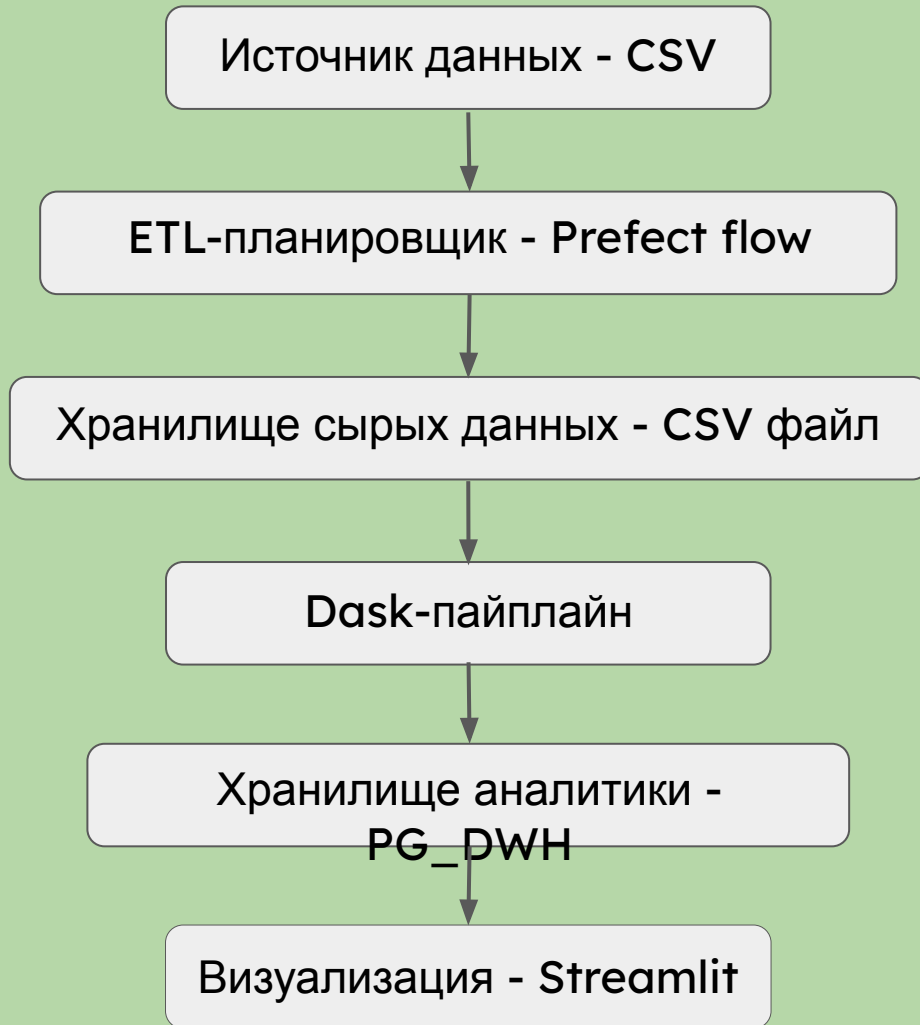 Источник данных - CSV
ETL-планировщик - Prefect flow
Хранилище сырых данных - CSV файл
Dask-пайплайн
Хранилище аналитики -
PG_DWH
Визуализация - Streamlit